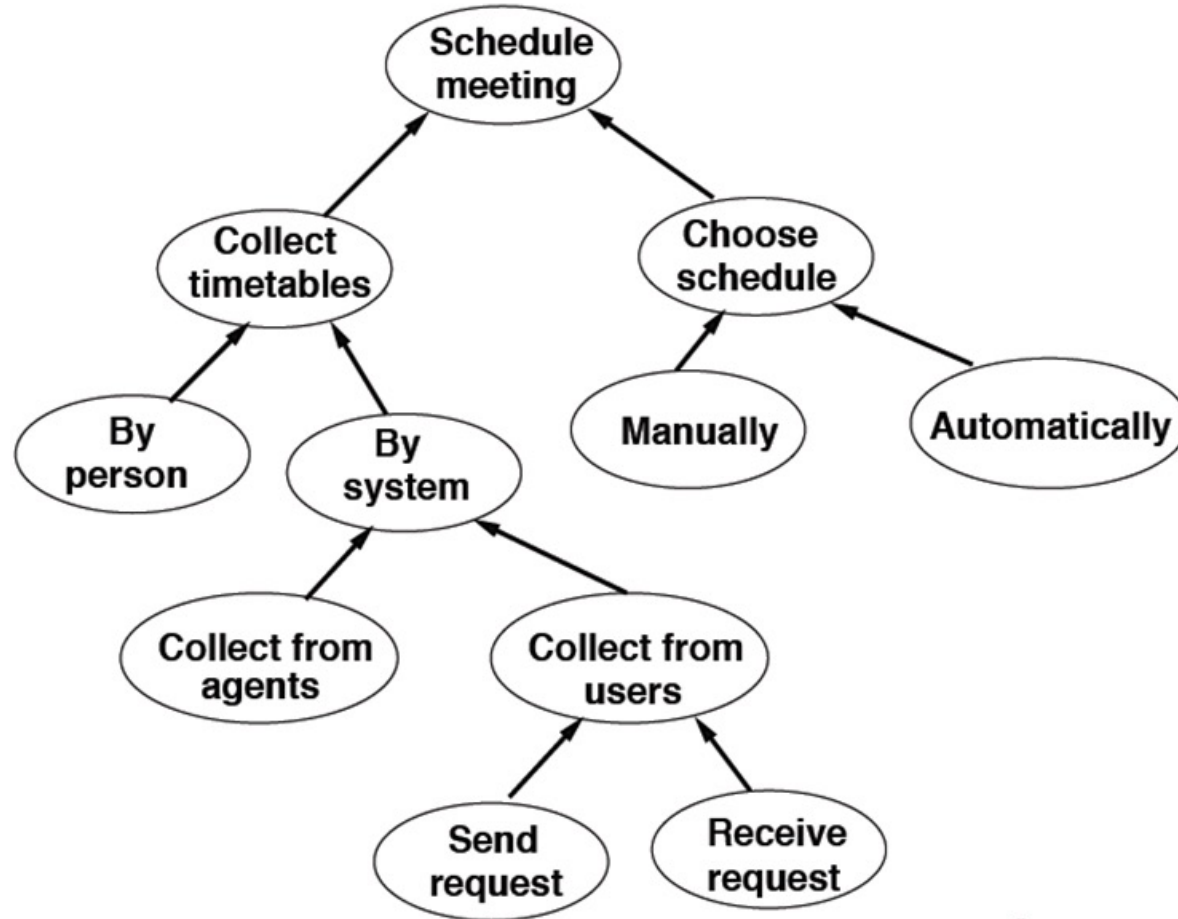 Schedule
meeting
Collect
timetables
Choose
schedule
By
person
By
system
Manually
Automatically
Collect from
agents
Collect from
users
Send
request
Receive
request